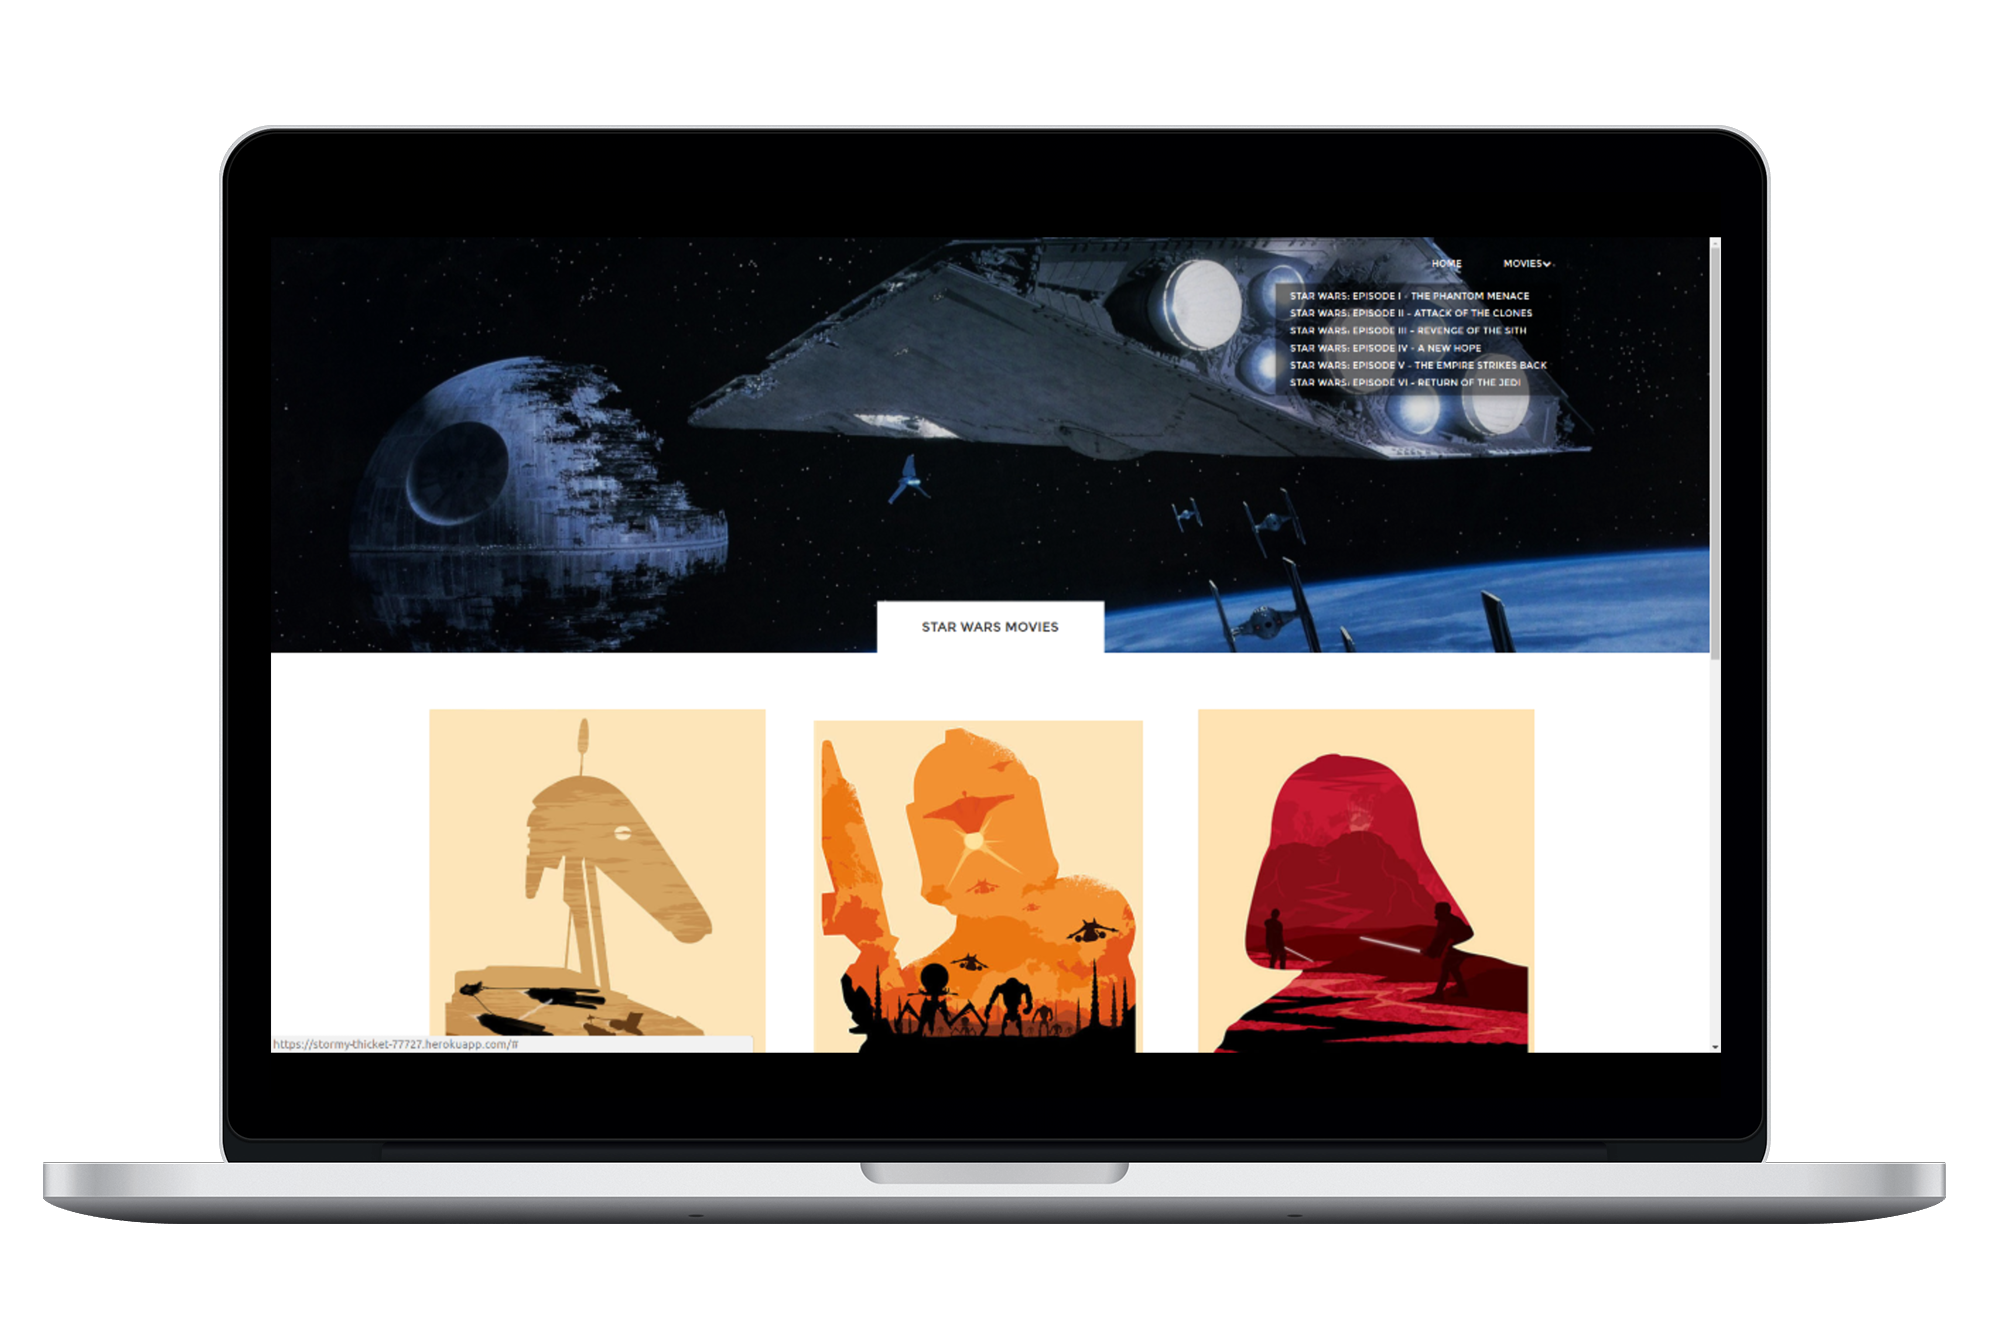 HOME MOVIES
STAR WARS: EPISODE I - THE PHANTOM MENACE
STAR WARS: EPISODE II - ATTACK OF THE CLONES
STAR WARS: EPISODE III - REVENGE OF THE SITH
STAR WARS: EPISODE IV - A NEW HOPE
STAR WARS: EPISODE V - THE EMPIRE STRIKES BACK
STAR WARS: EPISODE VI - RETURN OF THE JEDI
STAR WARS MOVIES
https://stormy-thicket-77727.herokuapp.com/#